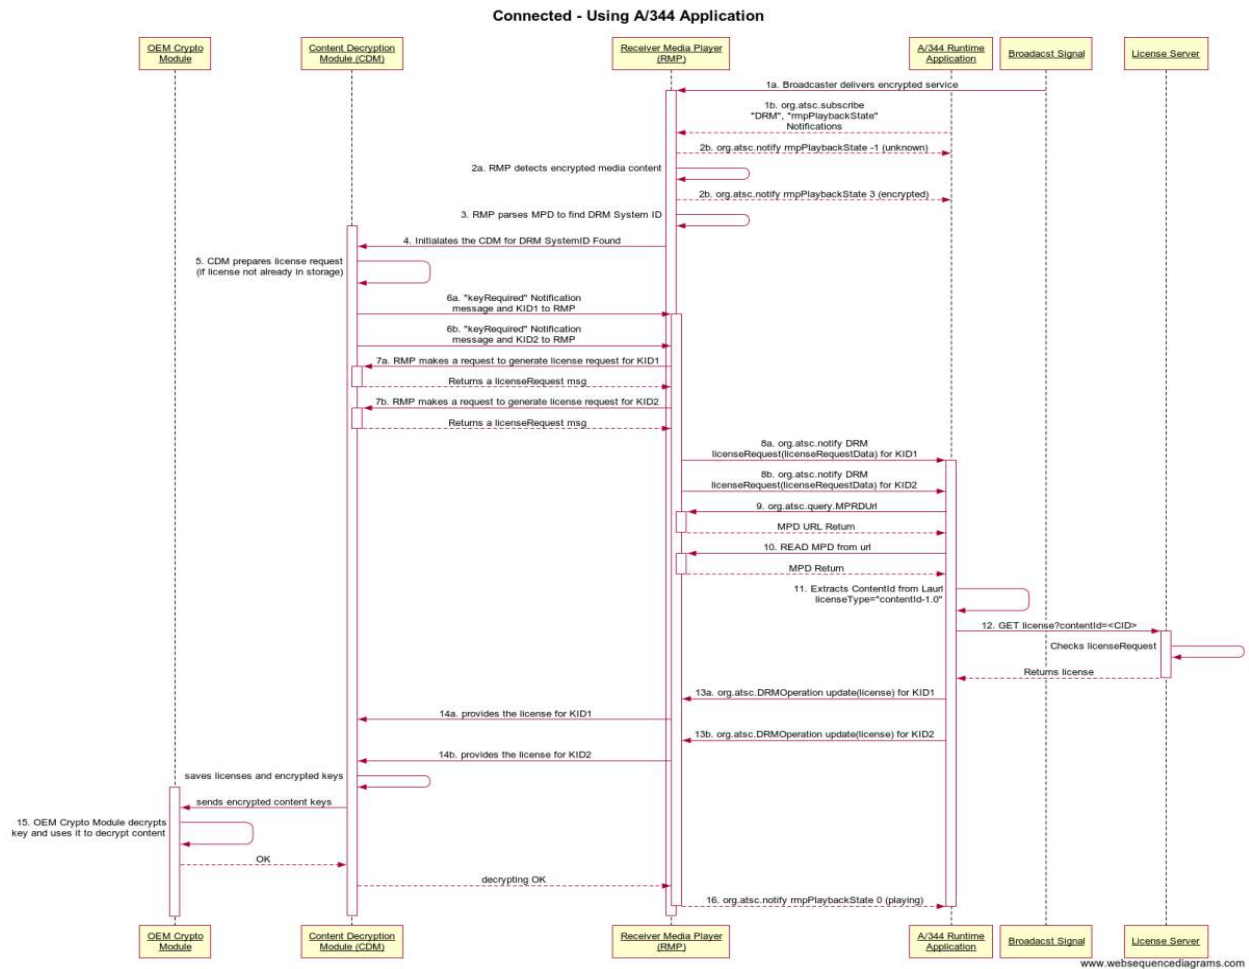 Connected - Using A/344 Application
OEM Crypto
Module
Content Decryption
Module (CDM)
Receiver Media Player
(RMP)
A/344 Runtime
Application
Broadacst Signal
License Server
1a. Broadcaster delivers encrypted service
1b. org.atsc.subscribe
"DRM", "rmpPlaybackState"
Notifications
2b. org.atsc.notify rmpPlaybackState -1 (unknown)
2a. RMP detects encrypted media content
2b. org.atsc.notify rmpPlaybackState 3 (encrypted)
3. RMP parses MPD to find DRM System ID
4. Initialates the CDM for DRM SystemID Found
5. CDM prepares license request
(if license not already in storage)
6a. "keyRequired" Notification
message and KID1 to RMP
6b. "keyRequired" Notification
message and KID2 to RMP
7a. RMP makes a request to generate license request for KID1
Returns a licenseRequest msg
7b. RMP makes a request to generate license request for KID2
Returns a licenseRequest msg
8a. org.atsc.notify DRM
licenseRequest(licenseRequestData) for KID1
8b. org.atsc.notify DRM
licenseRequest(licenseRequestData) for KID2
9. org.atsc.query.MPRDUrl
MPD URL Return
10. READ MPD from url
MPD Return
11. Extracts ContentId from Laurl
licenseType="contentId-1.0"
12. GET license?contentId=<CID>
Checks licenseRequest
Returns license
13a. org.atsc.DRMOperation update(license) for KID1
14a. provides the license for KID1
13b. org.atsc.DRMOperation update(license) for KID2
14b. provides the license for KID2
saves licenses and encrypted keys
sends encrypted content keys
15. OEM Crypto Module decrypts
key and uses it to decrypt content
OK
decrypting OK
16. org.atsc.notify rmpPlaybackState 0 (playing)
OEM Crypto
Module
Content Decryption
Module (CDM)
Receiver Media Player
(RMP)
A/344 Runtime
Application
Broadacst Signal
License Server
www.websequencediagrams.com